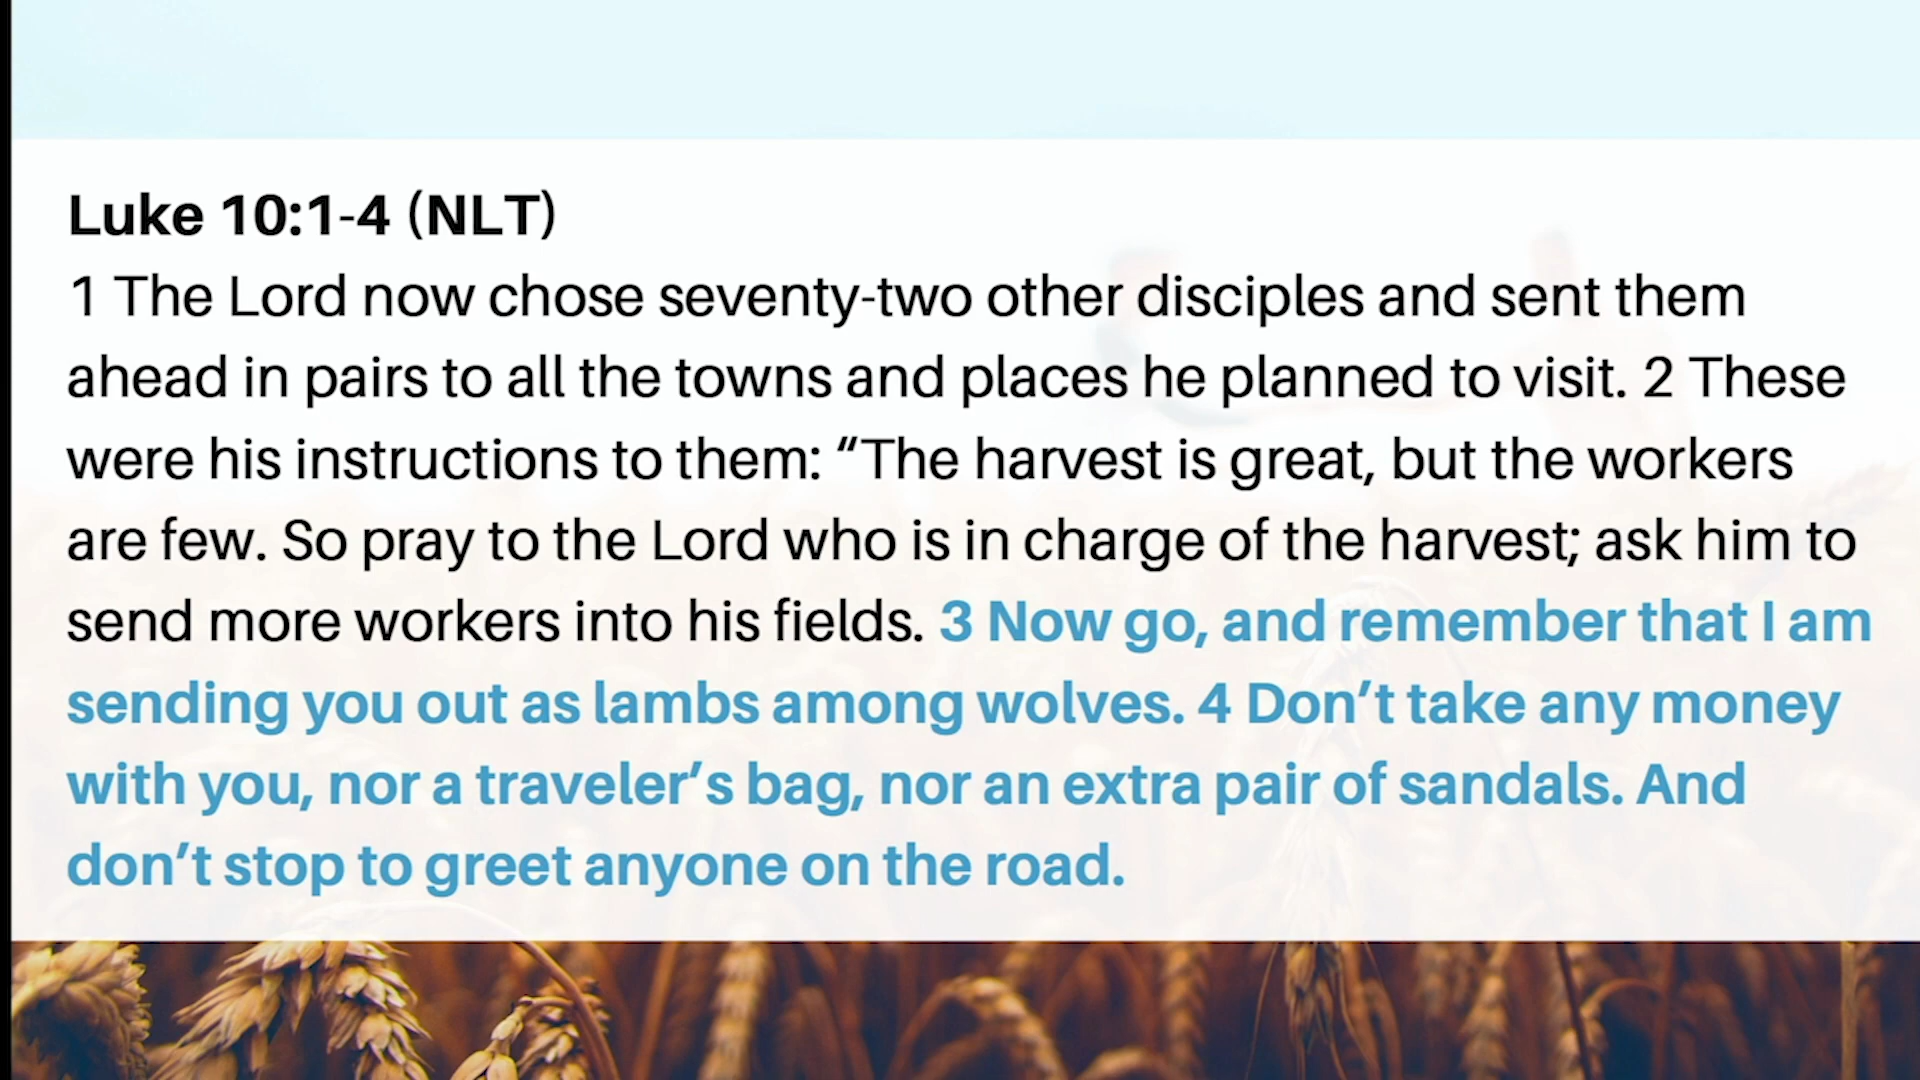 Luke 10:1-4 (NLT)
1 The Lord now chose seventy-two other disciples and sent them
ahead in pairs to all the towns and places he planned to visit. 2 These
were his instructions to them: “The harvest is great, but the workers
are few. So pray to the Lord who is in charge of the harvest; ask him to
send more workers into his fields. 3 Now go, and remember that I am
sending you out as lambs among wolves. 4 Don’t take any money
with you, nor a traveler’s bag, nor an extra pair of sandals. And
don’t stop to greet anyone on the road.